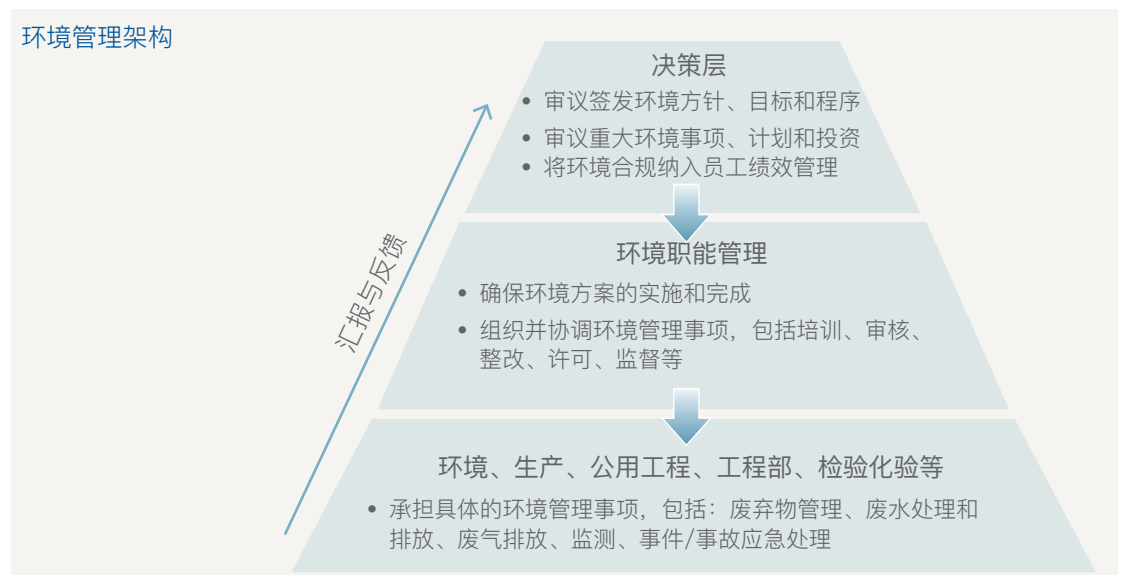 环境管理架构
决策层
• 审议签发环境方针、目标和程序
• 审议重大环境事项、计划和投资
• 将环境合规纳入员工绩效管理
汇报与反馈
环境职能管理
• 确保环境方案的实施和完成
• 组织并协调环境管理事项，包括培训、审核、
整改、许可、监督等
环境、生产、公用工程、工程部、检验化验等
• 承担具体的环境管理事项，包括：废弃物管理、废水处理和
排放、废气排放、监测、事件/事故应急处理